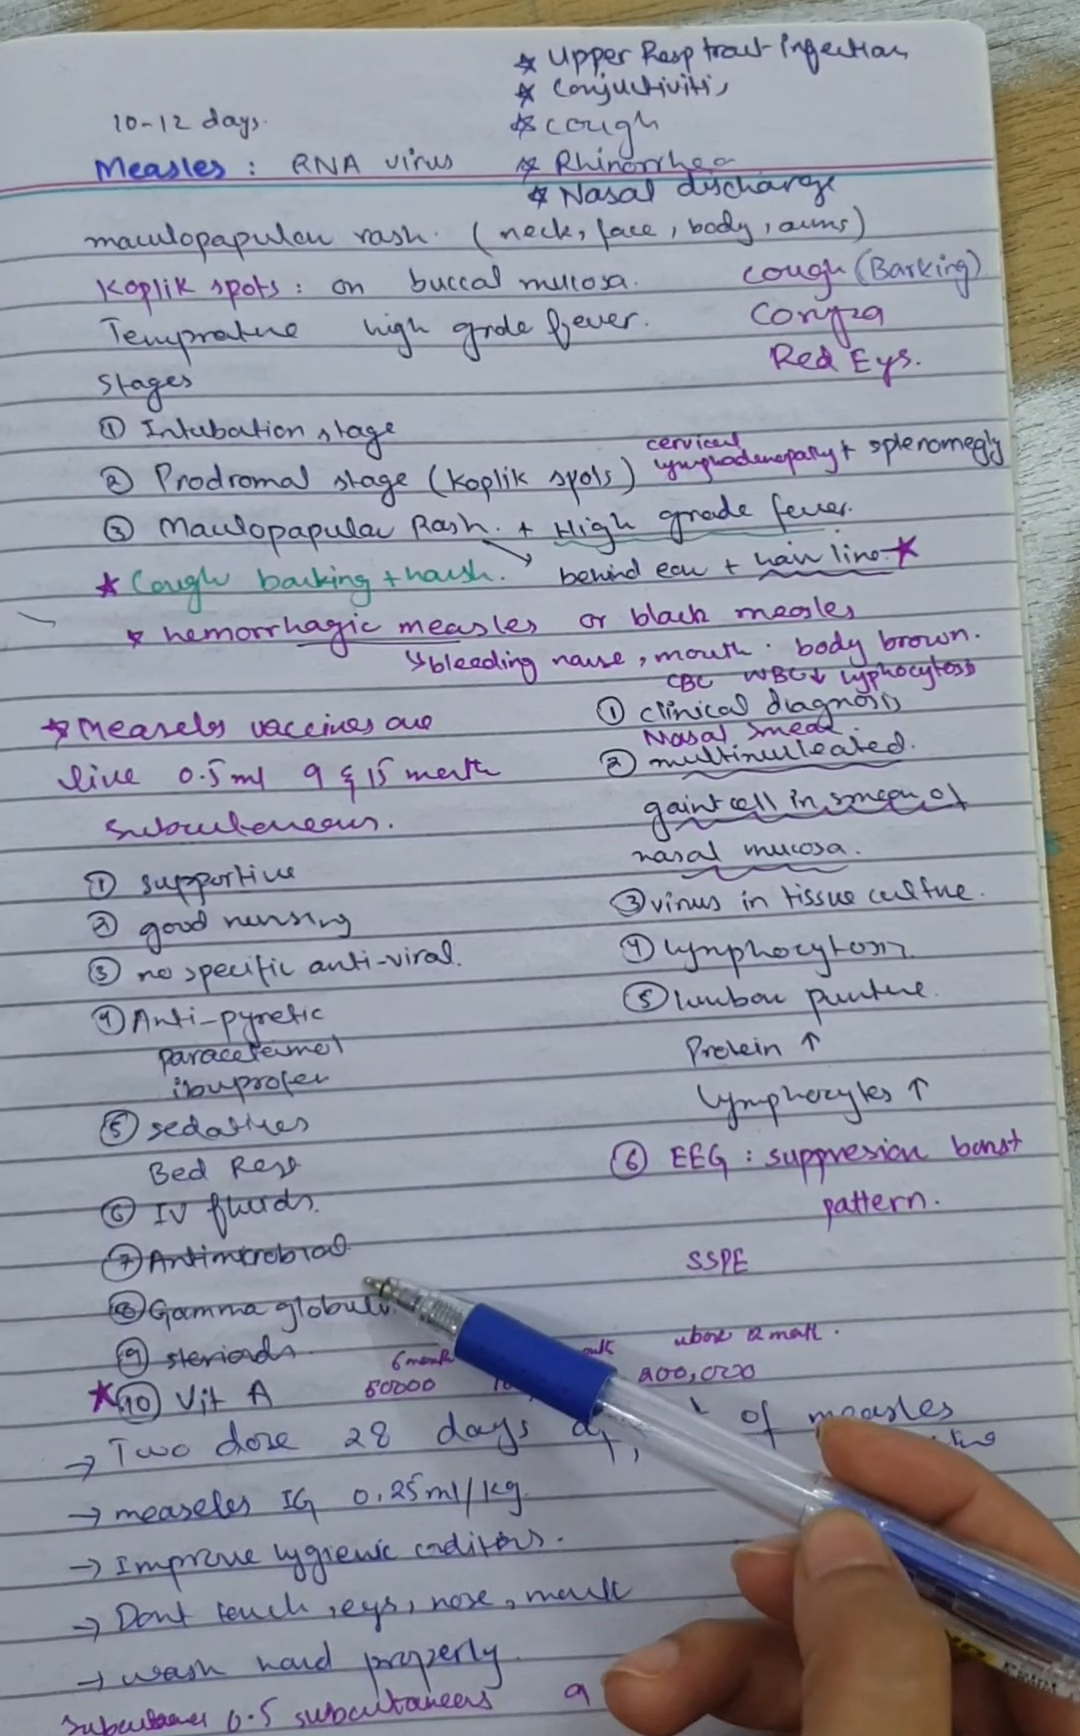 * Upper Resp tract Infection
* Conjuctivitis
10-12 days.
* cough
Measles : RNA virus
* Rhinorrhea
* Nasal discharge
maculopapular rash. (neck, face, body, arms)
Koplik spots : on buccal mucosa.
cough (Barking)
Coryza
Temprature high grade fever.
Red Eys.
Stages
① Intubation stage
② Prodromal stage (Koplik spots)
cervical
lymphadenopathy + splenomegly
③ Maculopapular Rash. + High grade fever.
* Cough barking + harsh.
behind ear + hair line *
* hemorrhagic measles or black measles
bleeding nause, mouth. body brown.
CBC WBC↓ lyphocytosis
① clinical diagnosis
* Measels vaccines are
Nasal smear
② multinucleated.
live 0.5 ml 9 & 15 month
giant cell in smear of
subcutaneous.
nasal mucosa.
① supportive
② good nursing
③ virus in tissue culture.
③ no specific anti-viral.
④ lymphocytosis
④ Anti-pyretic
⑤ lumbar puncture.
paracetamol
ibuprofen
Protein ↑
Lymphocytes ↑
⑤ sedatives
Bed Rest
⑥ EEG : suppresion burst
pattern.
⑥ IV fluids.
⑦ Antimicrobial
SSPE
⑧ Gamma globulin
⑨ steriods
6 month
above 12 month.
* ⑩ Vit A 50000
200,000
→ Two dose 28 days
of measles
→ measeles IG 0.25 ml/kg
→ Improve hygienic conditions.
→ Dont touch, eys, nose, mouth
→ wash hand properly
0.5 subcutaneous 9